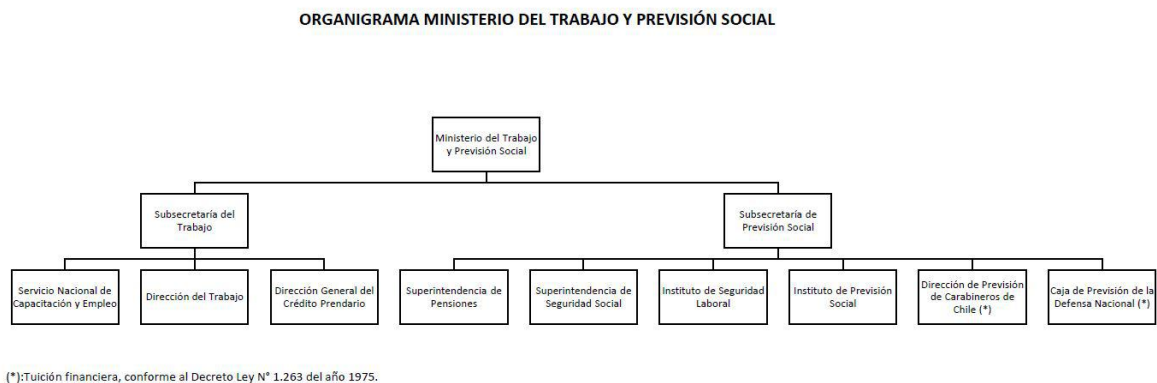 ORGANIGRAMA MINISTERIO DEL TRABAJO Y PREVISIÓN SOCIAL
Ministerio del Trabajo
y Previsión Social
Subsecretaría del
Trabajo
Subsecretaría de
Previsión Social
Servicio Nacional de
Capacitación y Empleo
Dirección del Trabajo
Dirección General del
Crédito Prendario
Superintendencia de
Pensiones
Superintendencia de
Seguridad Social
Instituto de Seguridad
Laboral
Instituto de Previsión
Social
Dirección de Previsión
de Carabineros de
Chile (*)
Caja de Previsión de la
Defensa Nacional (*)
(*):Tuición financiera, conforme al Decreto Ley N° 1.263 del año 1975.